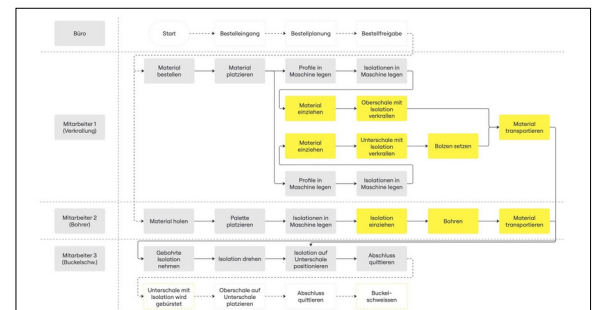 Büro
Start
Bestelleingang
Bestellplanung
Bestellfreigabe
Mitarbeiter 1
(Verkrallung)
Material
bestellen
Material
platzieren
Profile in
Maschine legen
Isolationen in
Maschine legen
Material
einziehen
Oberschale mit
Isolation
verkrallen
Material
transportieren
Material
einziehen
Unterschale mit
Isolation
verkrallen
Bolzen setzen
Profile in
Maschine legen
Isolationen in
Maschine legen
Mitarbeiter 2
(Bohrer)
Material holen
Palette
platzieren
Isolationen in
Maschine legen
Isolation
einziehen
Bohren
Material
transportieren
Mitarbeiter 3
(Buckelschw.)
Gebohrte
Isolation
nehmen
Isolation drehen
Isolation auf
Unterschale
positionieren
Abschluss
quittieren
Unterschale mit
Isolation wird
gebürstet
Oberschale auf
Unterschale
platzieren
Abschluss
quittieren
Buckel-
schweissen